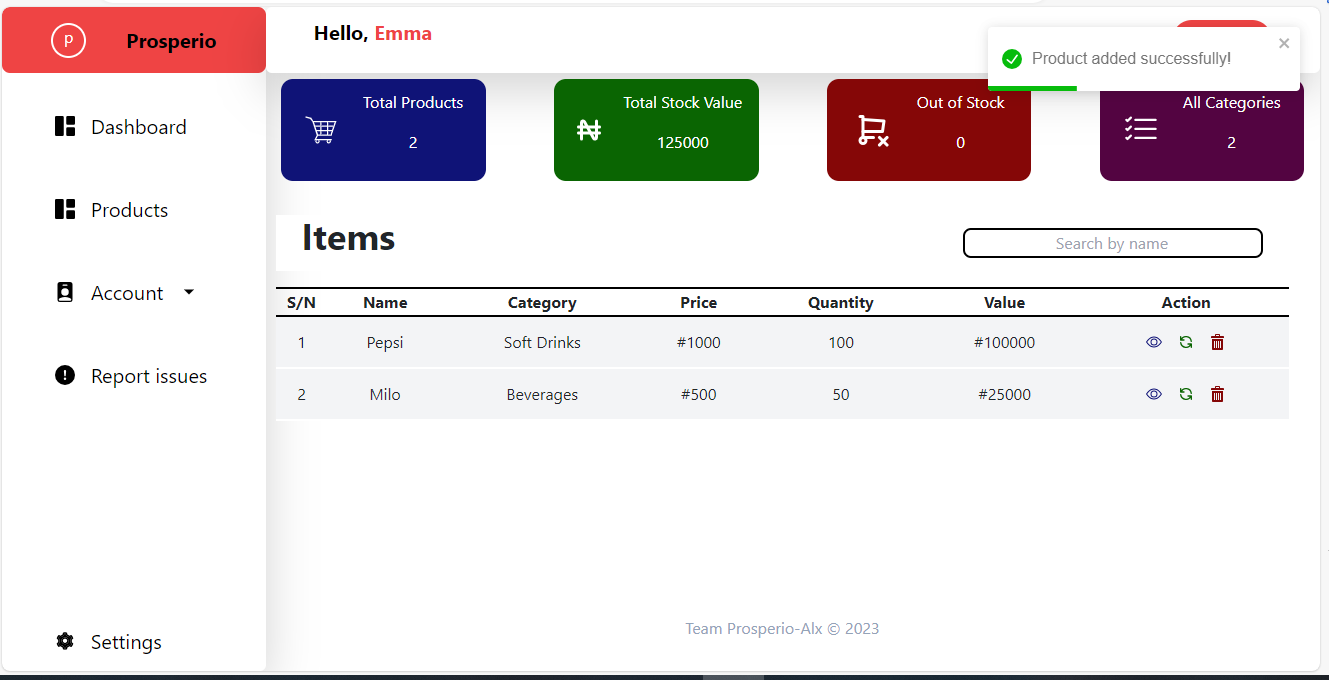 P Prosperio
Hello, Emma
Product added successfully!
Dashboard
Products
Account
Report issues
Settings
Total Products
2
Total Stock Value
125000
Out of Stock
0
All Categories
2
Items
Search by name
S/N Name Category Price Quantity Value Action
1 Pepsi Soft Drinks #1000 100 #100000
2 Milo Beverages #500 50 #25000
Team Prosperio-Alx © 2023